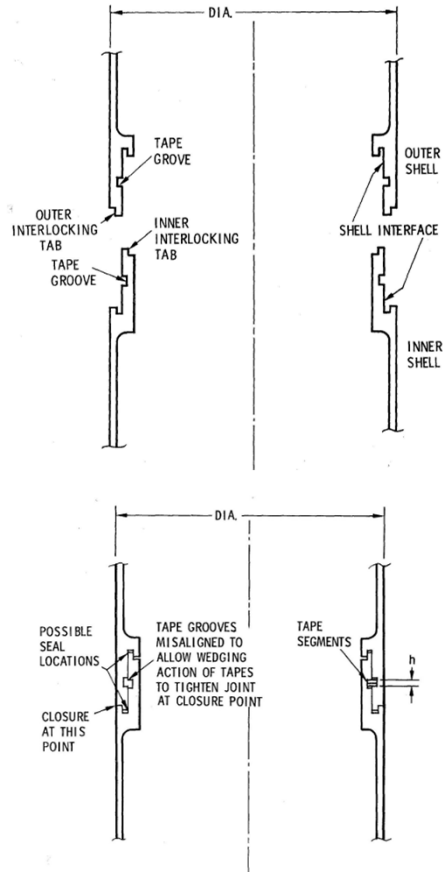 DIA.
TAPE
GROVE
OUTER
SHELL
OUTER
INTERLOCKING
TAB
INNER
INTERLOCKING
TAB
SHELL INTERFACE
TAPE
GROOVE
INNER
SHELL
DIA.
POSSIBLE
SEAL
LOCATIONS
TAPE GROOVES
MISALIGNED TO
ALLOW WEDGING
ACTION OF TAPES
TO TIGHTEN JOINT
AT CLOSURE POINT
TAPE
SEGMENTS
h
CLOSURE
AT THIS
POINT